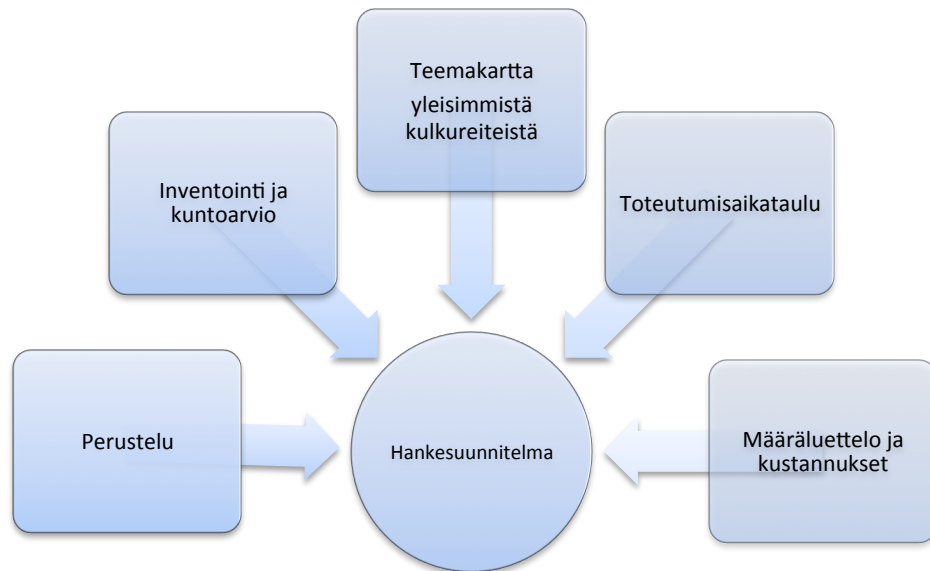 Teemakartta
yleisimmistä
kulkureiteistä
Inventointi ja
kuntoarvio
Toteutumisaikataulu
Perustelu
Hankesuunnitelma
Määräluettelo ja
kustannukset